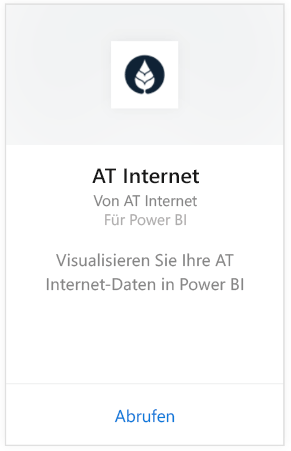 AT Internet
Von AT Internet
Für Power BI
Visualisieren Sie Ihre AT
Internet-Daten in Power BI
Abrufen